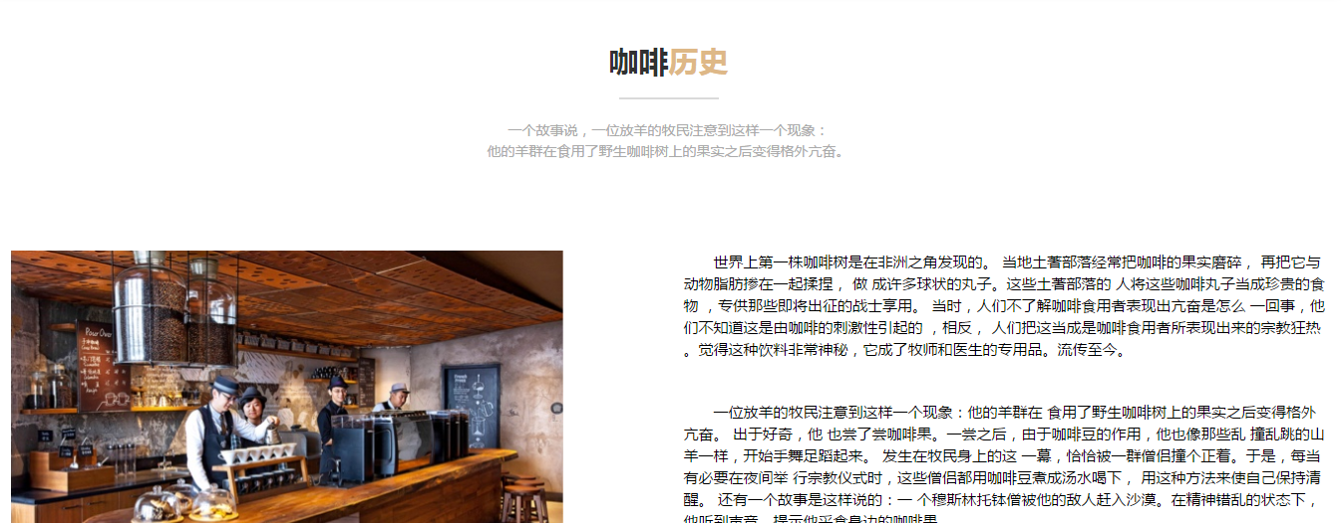 咖啡历史
一个故事说，一位放羊的牧民注意到这样一个现象：
他的羊群在食用了野生咖啡树上的果实之后变得格外亢奋。
世界上第一株咖啡树是在非洲之角发现的。 当地土著部落经常把咖啡的果实磨碎， 再把它与
动物脂肪掺在一起揉捏， 做 成许多球状的丸子。这些土著部落的 人将这些咖啡丸子当成珍贵的食
物 ，专供那些即将出征的战士享用。 当时，人们不了解咖啡食用者表现出亢奋是怎么 一回事，他
们不知道这是由咖啡的刺激性引起的 ，相反， 人们把这当成是咖啡食用者所表现出来的宗教狂热
。觉得这种饮料非常神秘，它成了牧师和医生的专用品。流传至今。
一位放羊的牧民注意到这样一个现象：他的羊群在 食用了野生咖啡树上的果实之后变得格外
亢奋。 出于好奇，他 也尝了尝咖啡果。一尝之后，由于咖啡豆的作用，他也像那些乱 撞乱跳的山
羊一样，开始手舞足蹈起来。 发生在牧民身上的这 一幕，恰恰被一群僧侣撞个正着。于是，每当
有必要在夜间举 行宗教仪式时，这些僧侣都用咖啡豆煮成汤水喝下， 用这种方法来使自己保持清
醒。 还有一个故事是这样说的：一 个穆斯林托钵僧被他的敌人赶入沙漠。在精神错乱的状态下，
他听到声音，提示他采食身边的咖啡果
Pour Over